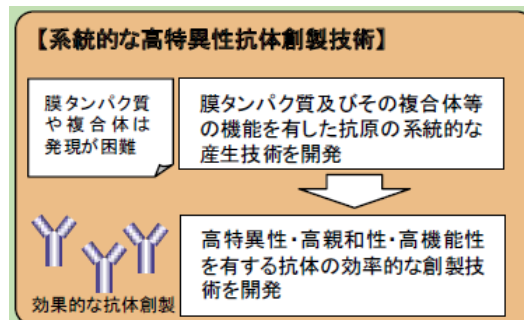 【系統的な高特異性抗体創製技術】
膜タンパク質
や複合体は
発現が困難
膜タンパク質及びその複合体等
の機能を有した抗原の系統的な
産生技術を開発
高特異性・高親和性・高機能性
を有する抗体の効率的な創製技
術を開発
効果的な抗体創製